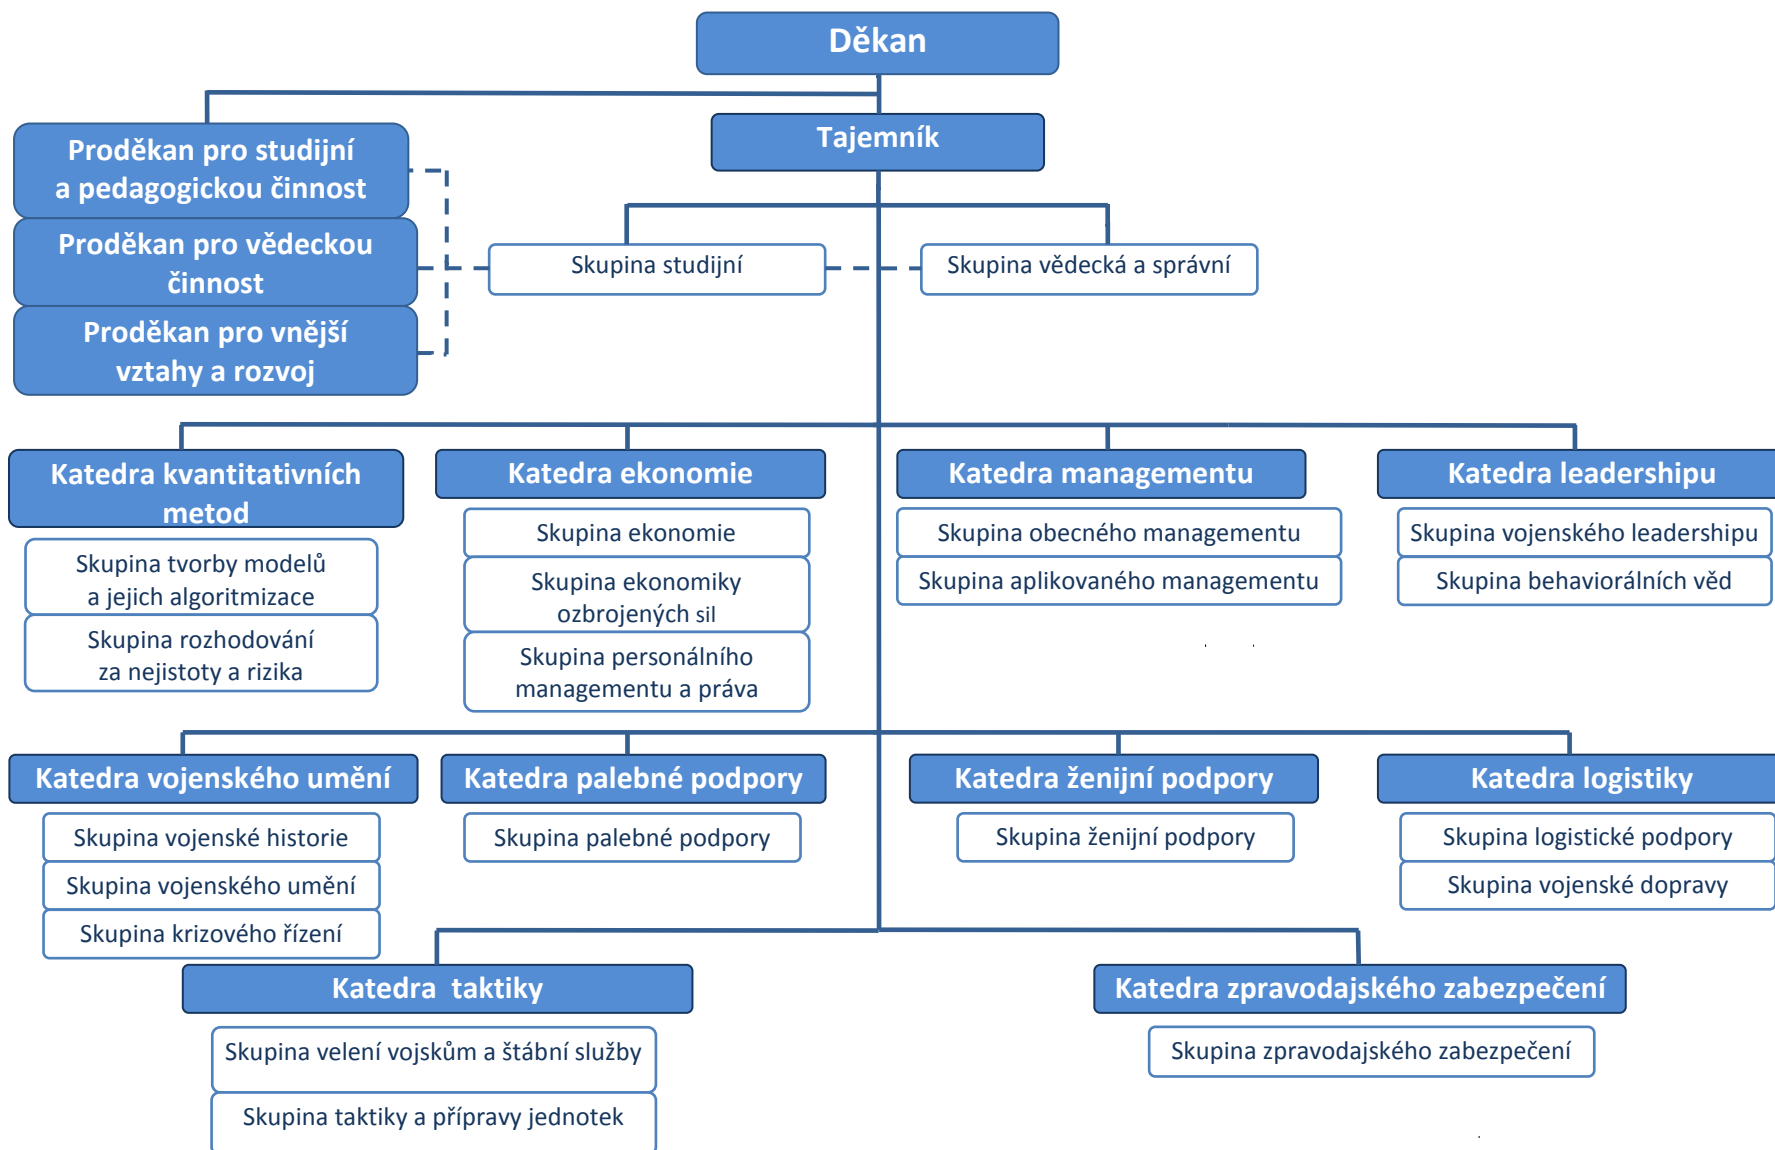 Děkan
Tajemník
Proděkan pro studijní
a pedagogickou činnost
Proděkan pro vědeckou
činnost
Proděkan pro vnější
vztahy a rozvoj
Skupina studijní
Skupina vědecká a správní
Katedra kvantitativních
metod
Skupina tvorby modelů
a jejich algoritmizace
Skupina rozhodování
za nejistoty a rizika
Katedra ekonomie
Skupina ekonomie
Skupina ekonomiky
ozbrojených sil
Skupina personálního
managementu a práva
Katedra managementu
Skupina obecného managementu
Skupina aplikovaného managementu
Katedra leadershipu
Skupina vojenského leadershipu
Skupina behaviorálních věd
Katedra vojenského umění
Skupina vojenské historie
Skupina vojenského umění
Skupina krizového řízení
Katedra palebné podpory
Skupina palebné podpory
Katedra ženijní podpory
Skupina ženijní podpory
Katedra logistiky
Skupina logistické podpory
Skupina vojenské dopravy
Katedra taktiky
Skupina velení vojskům a štábní služby
Skupina taktiky a přípravy jednotek
Katedra zpravodajského zabezpečení
Skupina zpravodajského zabezpečení